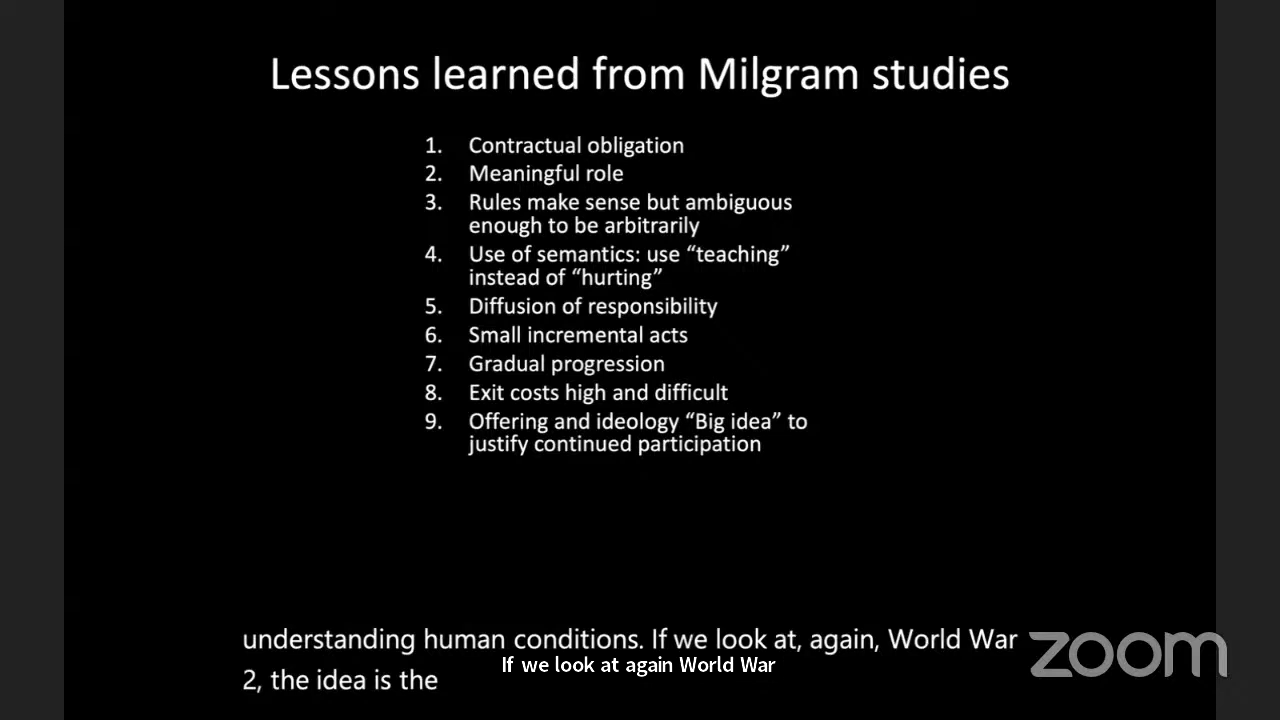 Lessons learned from Milgram studies
1. Contractual obligation
2. Meaningful role
3. Rules make sense but ambiguous
enough to be arbitrarily
4. Use of semantics: use “teaching”
instead of “hurting”
5. Diffusion of responsibility
6. Small incremental acts
7. Gradual progression
8. Exit costs high and difficult
9. Offering and ideology “Big idea” to
justify continued participation
understanding human conditions. If we look at, again, World War
If we look at again World War
2, the idea is the
zoom